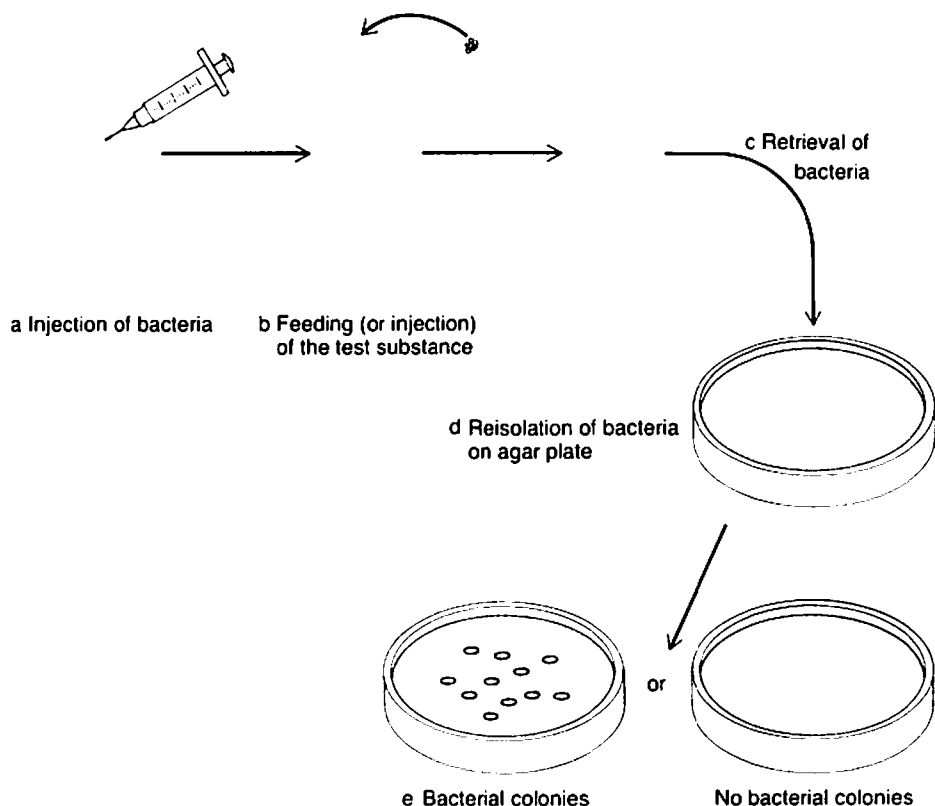 c Retrieval of
bacteria
a Injection of bacteria
b Feeding (or injection)
of the test substance
d Reisolation of bacteria
on agar plate
or
e Bacterial colonies
No bacterial colonies